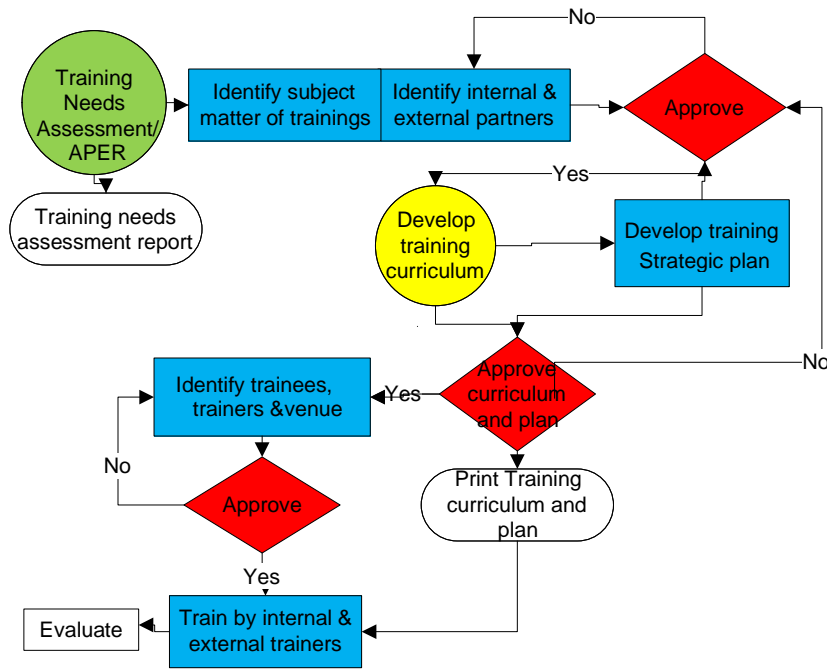 No
Training
Needs
Assessment/
APER
Identify subject
matter of trainings
Identify internal &
external partners
Approve
Yes
Training needs
assessment report
Develop
training
curriculum
Develop training
Strategic plan
Approve
curriculum
and plan
No
Identify trainees,
trainers &venue
Yes
No
Approve
Print Training
curriculum and
plan
Yes
Train by internal &
external trainers
Evaluate